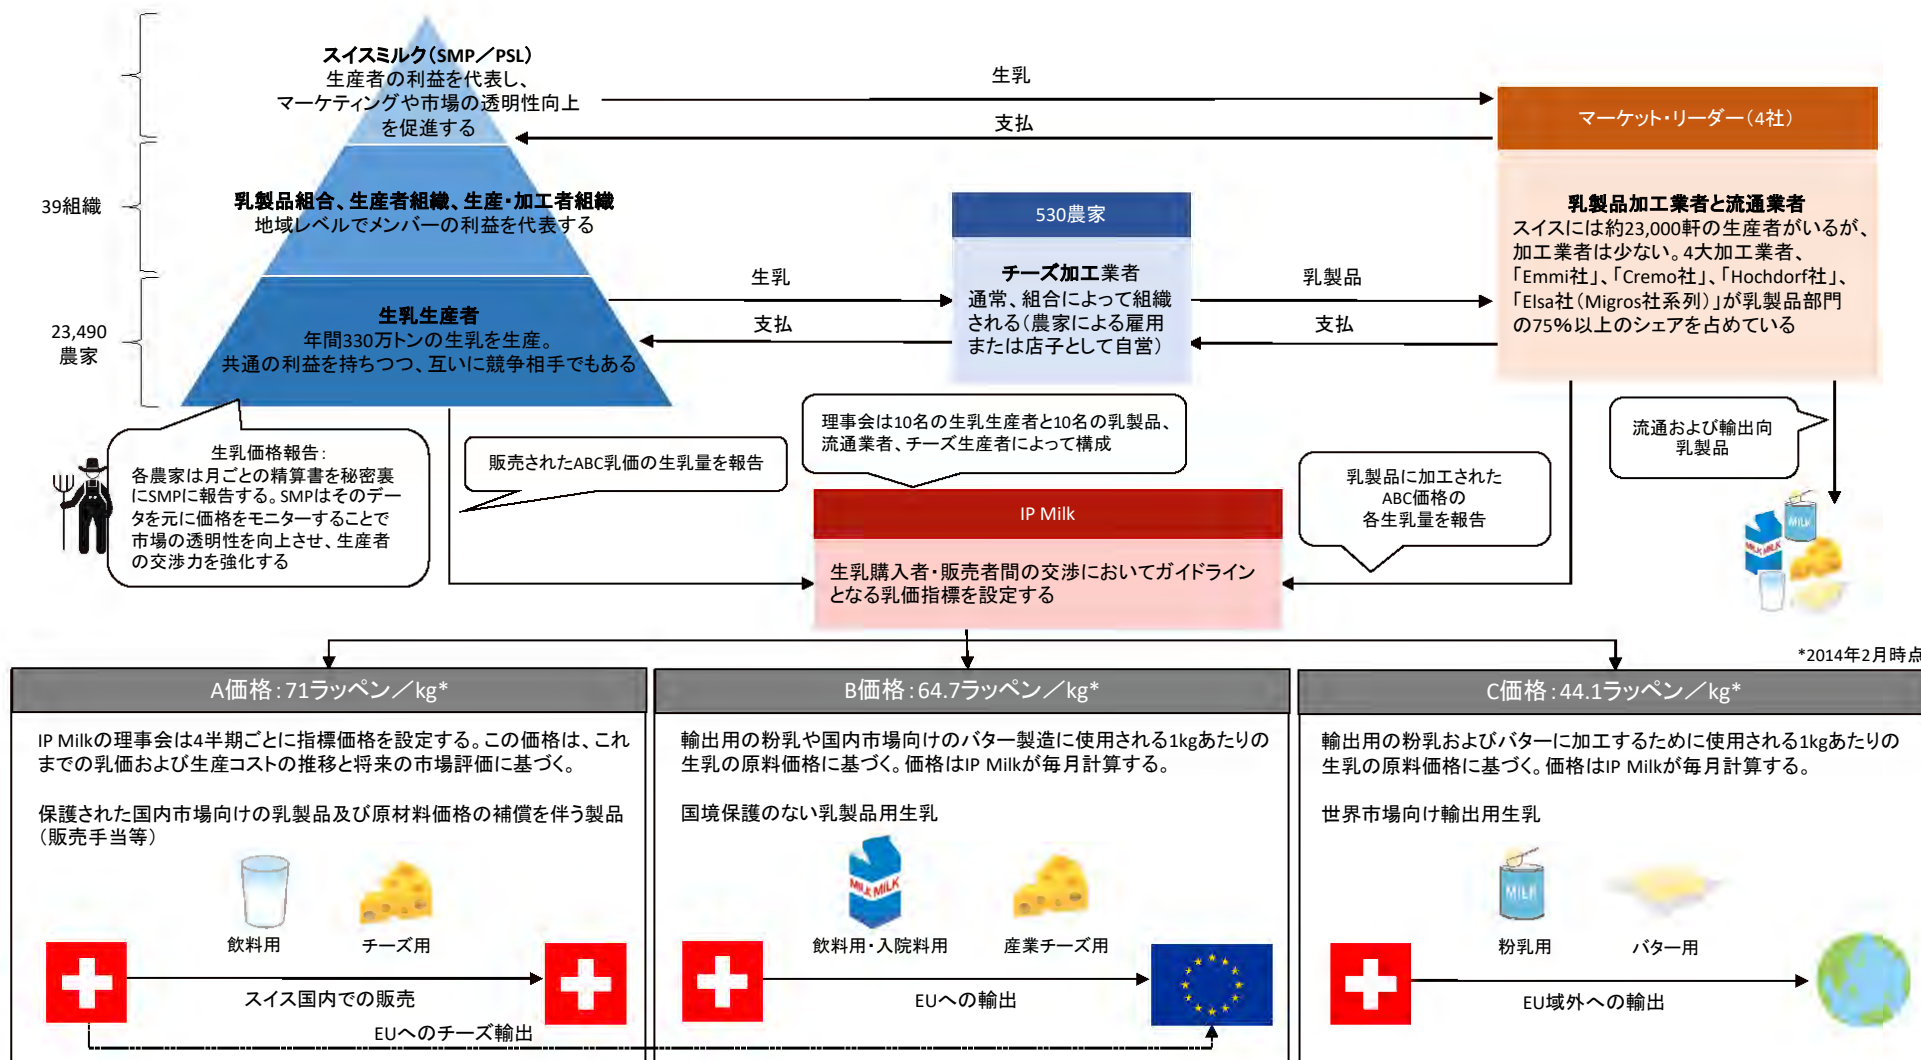 スイスミルク(SMP／PSL)
生産者の利益を代表し、
マーケティングや市場の透明性向上
を促進する
39組織
乳製品組合、生産者組織、生産・加工者組織
地域レベルでメンバーの利益を代表する
23,490
農家
生乳生産者
年間330万トンの生乳を生産。
共通の利益を持ちつつ、互いに競争相手でもある
生乳
支払
生乳
支払
530農家
チーズ加工業者
通常、組合によって組織
される(農家による雇用
または店子として自営)
乳製品
支払
マーケット・リーダー(4社)
乳製品加工業者と流通業者
スイスには約23,000軒の生産者がいるが、
加工業者は少ない。4大加工業者、
「Emmi社」、「Cremo社」、「Hochdorf社」、
「Elsa社(Migros社系列)」が乳製品部門
の75%以上のシェアを占めている
生乳価格報告:
各農家は月ごとの精算書を秘密裏
にSMPに報告する。SMPはそのデー
タを元に価格をモニターすることで
市場の透明性を向上させ、生産者
の交渉力を強化する
販売されたABC乳価の生乳量を報告
理事会は10名の生乳生産者と10名の乳製品、
流通業者、チーズ生産者によって構成
乳製品に加工された
ABC価格の
各生乳量を報告
流通および輸出向
乳製品
MILK
MILK MILK
IP Milk
生乳購入者・販売者間の交渉においてガイドライン
となる乳価指標を設定する
*2014年2月時点
A価格:71ラッペン／kg*
IP Milkの理事会は4半期ごとに指標価格を設定する。この価格は、これ
までの乳価および生産コストの推移と将来の市場評価に基づく。
保護された国内市場向けの乳製品及び原材料価格の補償を伴う製品
(販売手当等)
飲料用
チーズ用
スイス国内での販売
EUへのチーズ輸出
B価格:64.7ラッペン／kg*
輸出用の粉乳や国内市場向けのバター製造に使用される1kgあたりの
生乳の原料価格に基づく。価格はIP Milkが毎月計算する。
国境保護のない乳製品用生乳
MILK MILK
飲料用・入院料用
産業チーズ用
EUへの輸出
C価格:44.1ラッペン／kg*
輸出用の粉乳およびバターに加工するために使用される1kgあたりの
生乳の原料価格に基づく。価格はIP Milkが毎月計算する。
世界市場向け輸出用生乳
MILK
粉乳用
バター用
EU域外への輸出